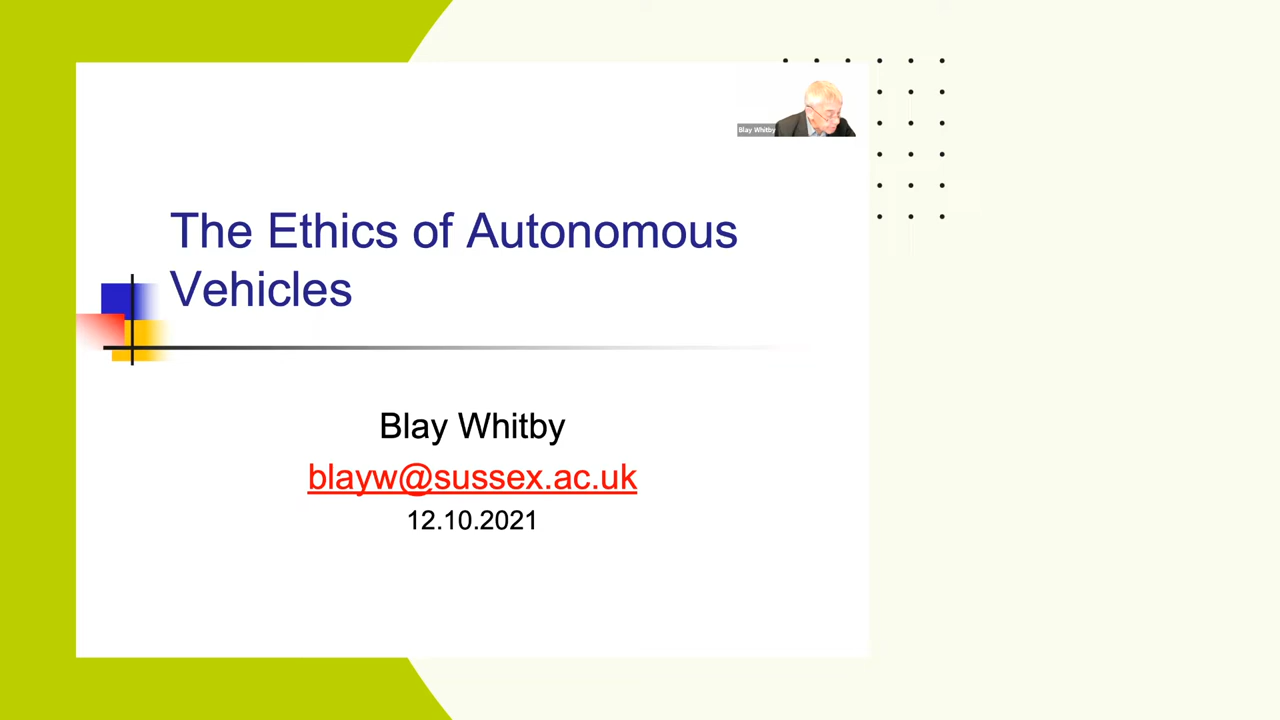 Blay Whitby
The Ethics of Autonomous
Vehicles
Blay Whitby
blayw@sussex.ac.uk
12.10.2021